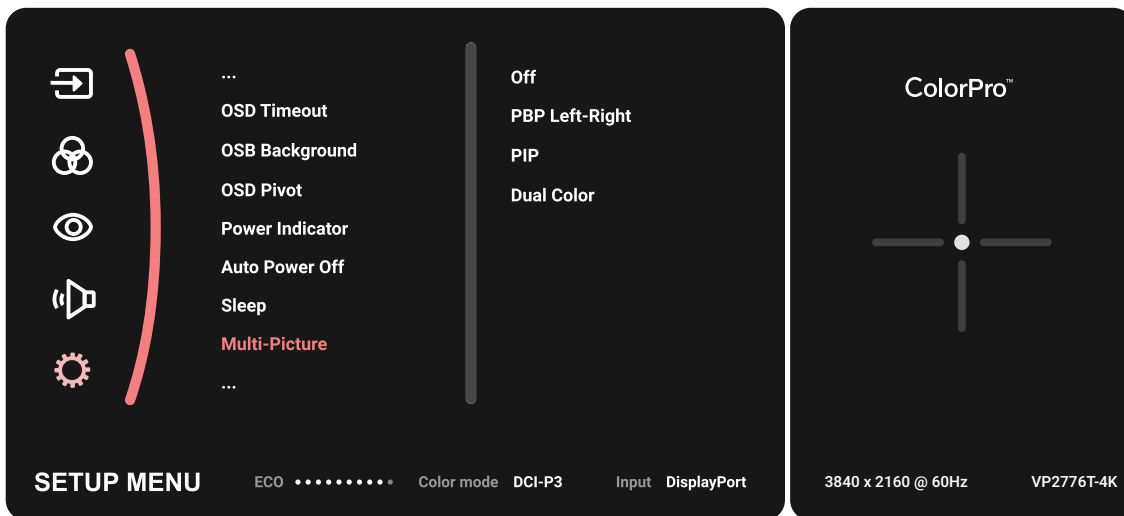 ...
OSD Timeout
OSB Background
OSD Pivot
Power Indicator
Auto Power Off
Sleep
Multi-Picture
...
Off
PBP Left-Right
PIP
Dual Color
SETUP MENU
ECO
Color mode DCI-P3
Input DisplayPort
ColorPro™
3840 x 2160 @ 60Hz
VP2776T-4K